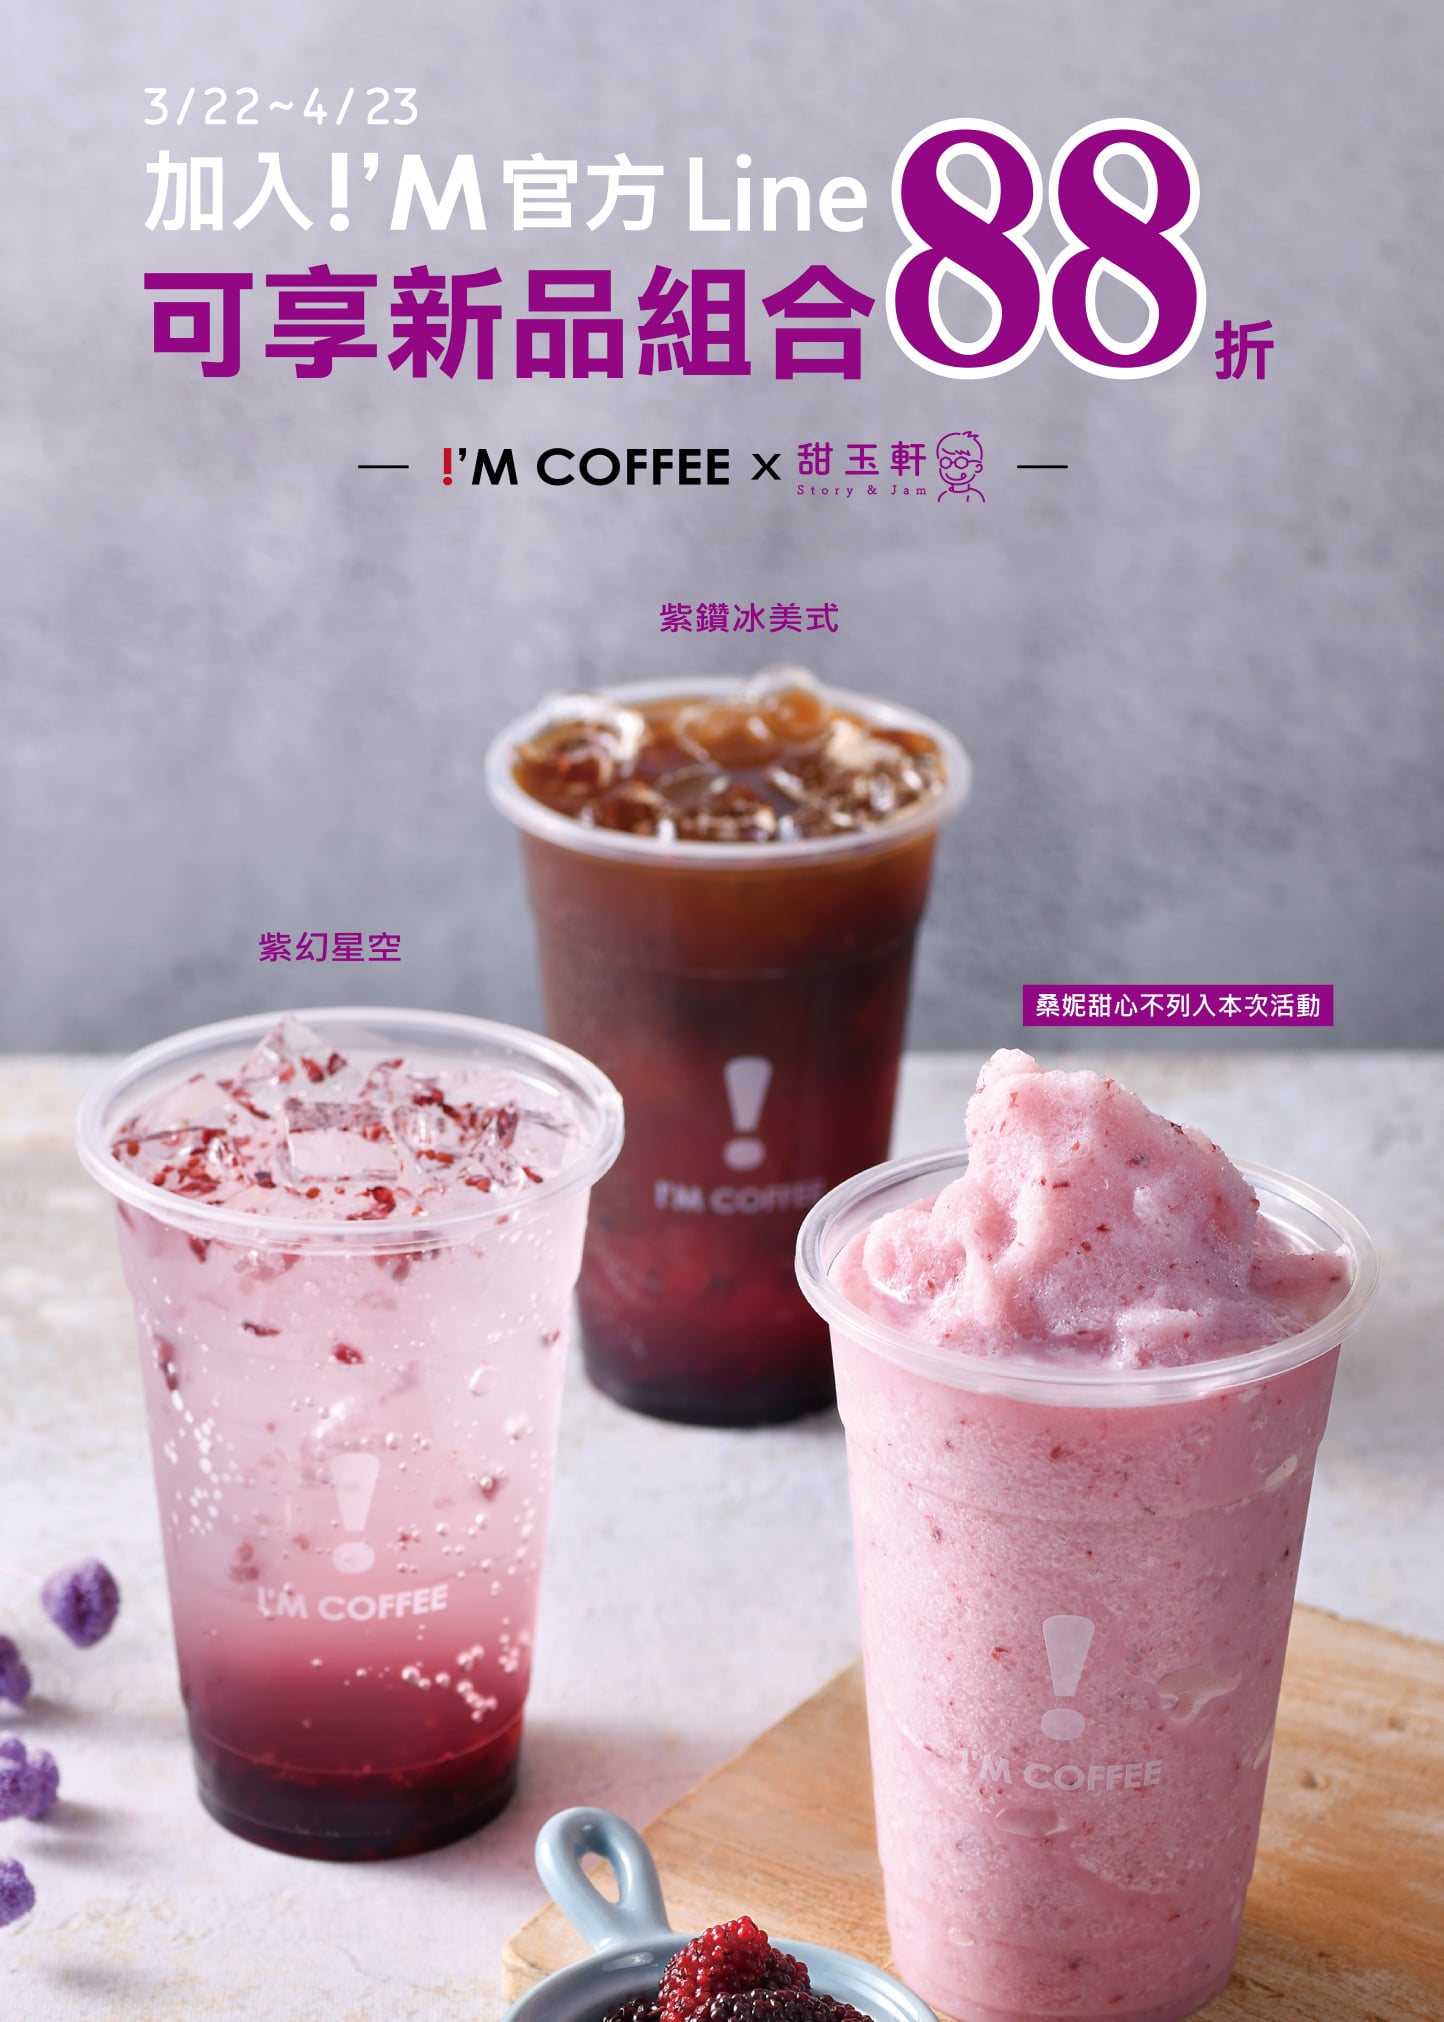 3/22~4/23
加入!’M官方Line
可享新品組合88折
!’M COFFEE x 甜玉軒
Story & Jam
紫鑽冰美式
紫幻星空
桑妮甜心不列入本次活動
!
I'M COFFEE
!
I'M COFFEE
!
I'M COFFEE